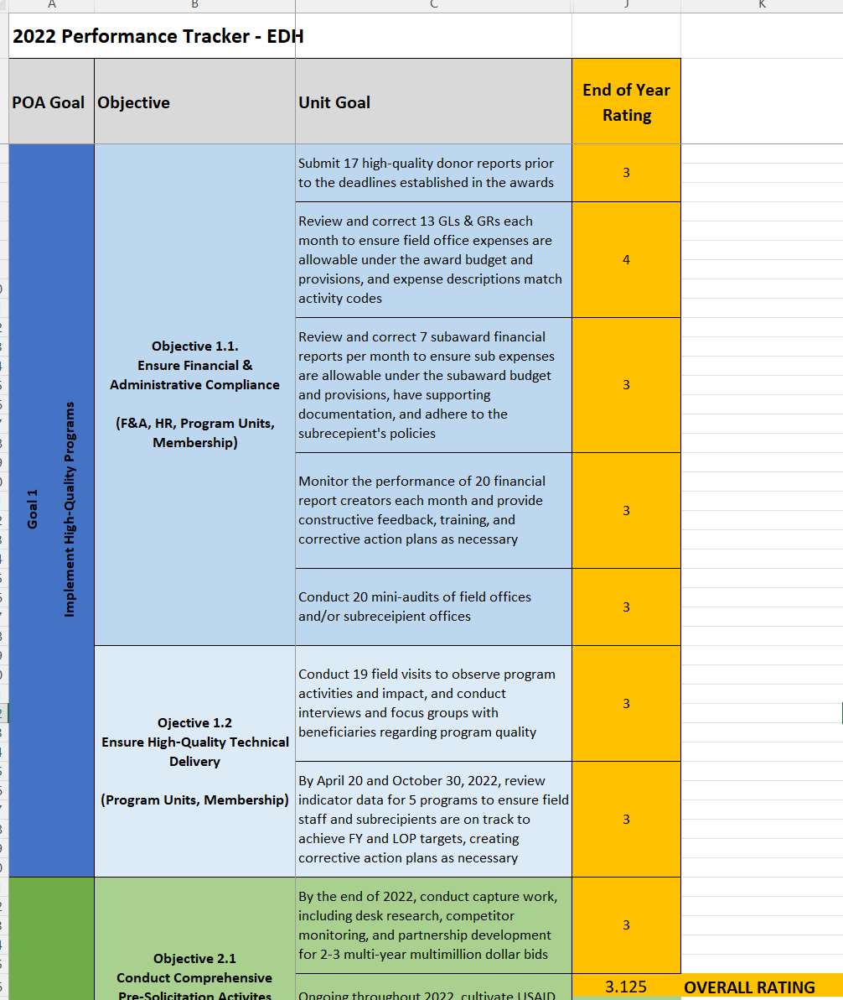 A B C J K
2022 Performance Tracker - EDH
POA Goal
Objective
Unit Goal
End of Year
Rating
Goal 1
Implement High-Quality Programs
Objective 1.1.
Ensure Financial &
Administrative Compliance
(F&A, HR, Program Units,
Membership)
Submit 17 high-quality donor reports prior
to the deadlines established in the awards
3
Review and correct 13 GLs & GRs each
month to ensure field office expenses are
allowable under the award budget and
provisions, and expense descriptions match
activity codes
4
Review and correct 7 subaward financial
reports per month to ensure sub expenses
are allowable under the subaward budget
and provisions, have supporting
documentation, and adhere to the
subrecepient's policies
3
Monitor the performance of 20 financial
report creators each month and provide
constructive feedback, training, and
corrective action plans as necessary
3
Conduct 20 mini-audits of field offices
and/or subreceipient offices
3
Ojective 1.2
Ensure High-Quality Technical
Delivery
(Program Units, Membership)
Conduct 19 field visits to observe program
activities and impact, and conduct
interviews and focus groups with
beneficiaries regarding program quality
3
By April 20 and October 30, 2022, review
indicator data for 5 programs to ensure field
staff and subrecipients are on track to
achieve FY and LOP targets, creating
corrective action plans as necessary
3
Objective 2.1
Conduct Comprehensive
Pre-Solicitation Activites
By the end of 2022, conduct capture work,
including desk research, competitor
monitoring, and partnership development
for 2-3 multi-year multimillion dollar bids
3
Ongoing throughout 2022, cultivate USAID
3.125 OVERALL RATING